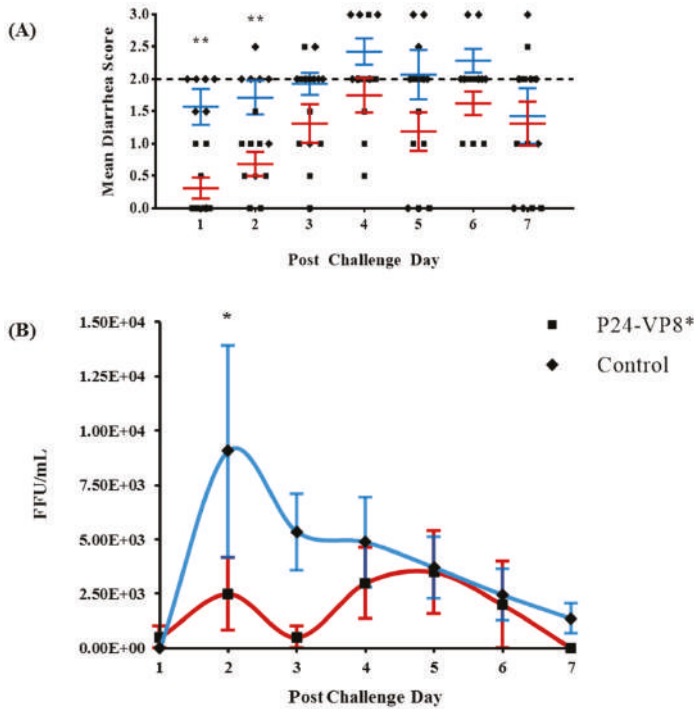 (A)
Mean Diarrhea Score
3.0
2.5
2.0
1.5
1.0
0.5
0.0
**
**
1 2 3 4 5 6 7
Post Challenge Day
(B)
FFU/mL
1.50E+04
1.25E+04
1.00E+04
7.50E+03
5.00E+03
2.50E+03
0.00E+00
*
1 2 3 4 5 6 7
Post Challenge Day
P24-VP8*
Control